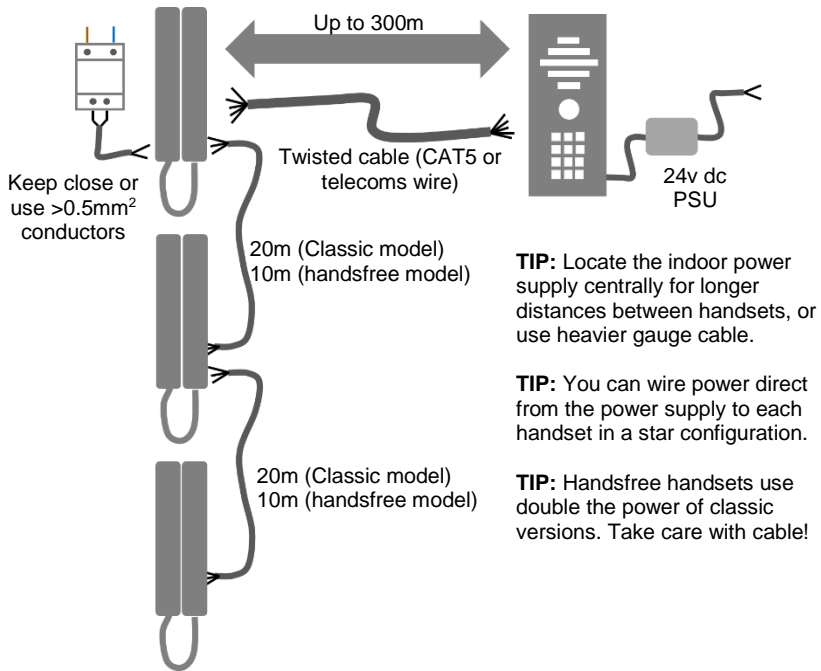 Up to 300m
Twisted cable (CAT5 or
telecoms wire)
24v dc
PSU
Keep close or
use >0.5mm²
conductors
20m (Classic model)
10m (handsfree model)
TIP: Locate the indoor power
supply centrally for longer
distances between handsets, or
use heavier gauge cable.
TIP: You can wire power direct
from the power supply to each
handset in a star configuration.
20m (Classic model)
10m (handsfree model)
TIP: Handsfree handsets use
double the power of classic
versions. Take care with cable!